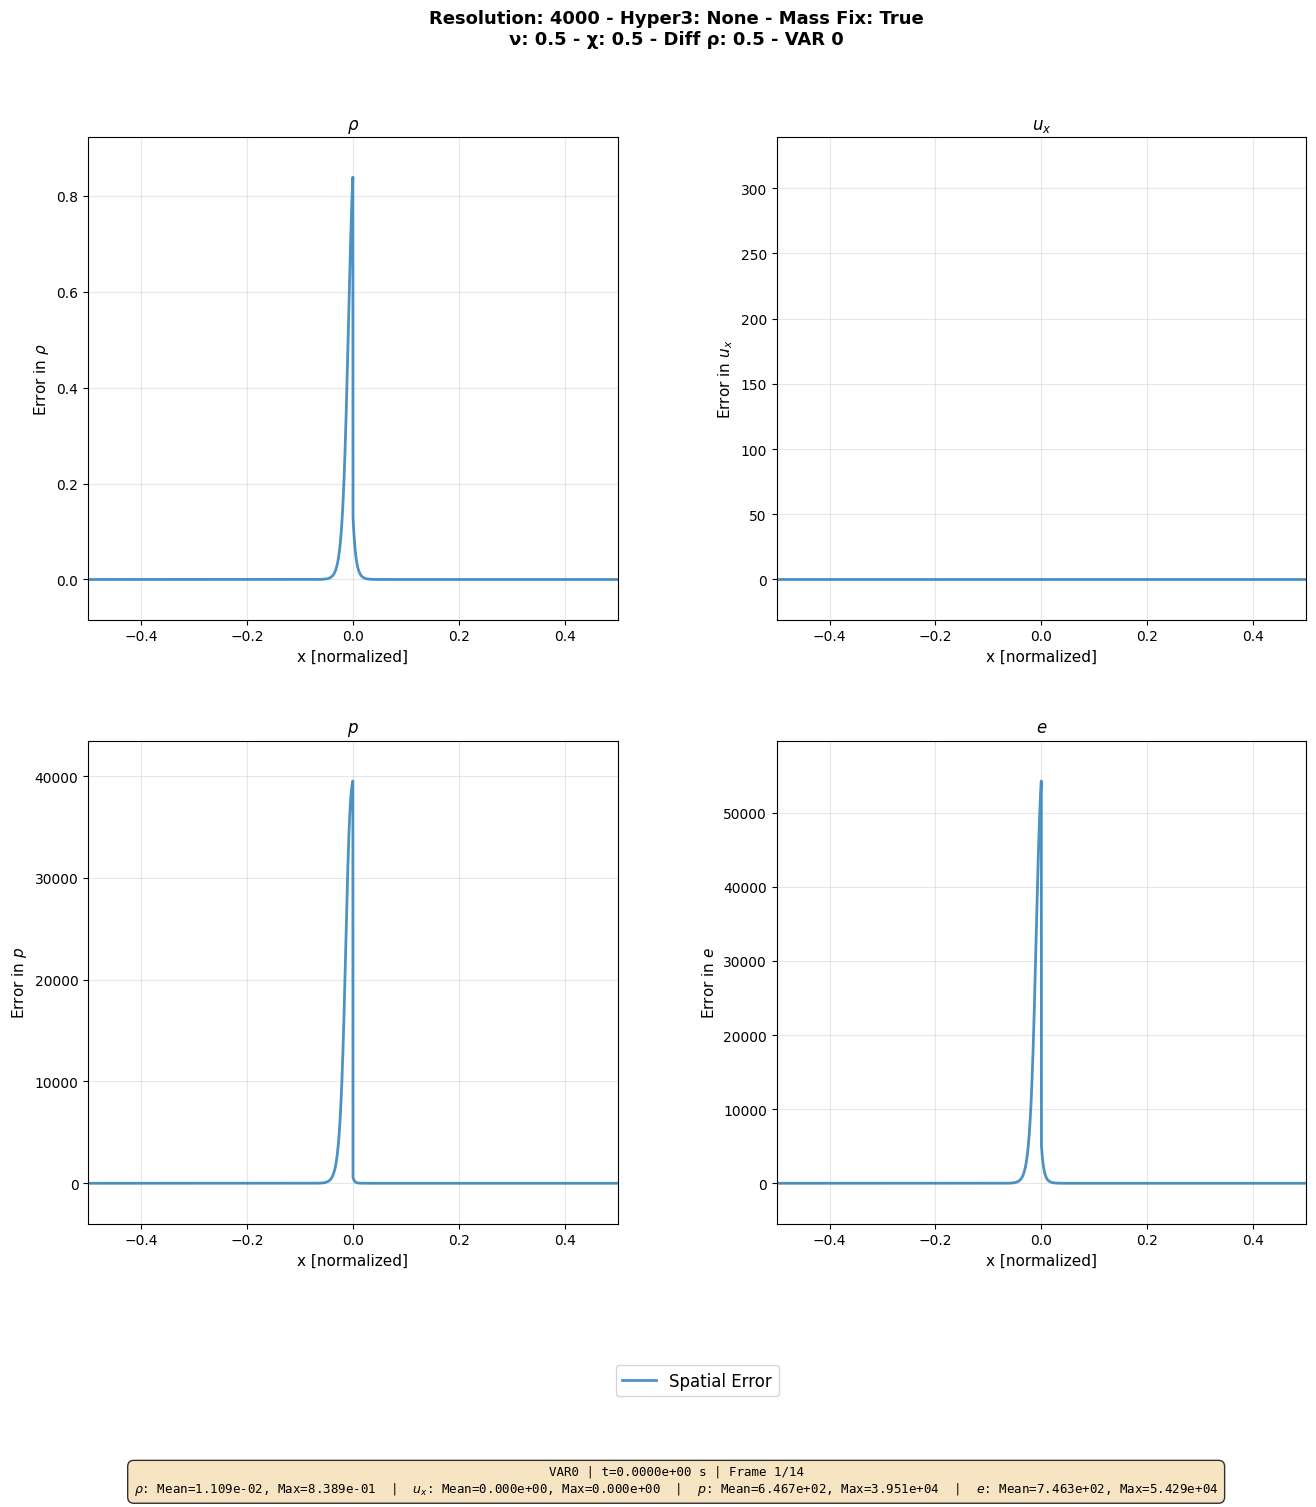 Resolution: 4000 - Hyper3: None - Mass Fix: True
ν: 0.5 - χ: 0.5 - Diff ρ: 0.5 - VAR 0
ρ
Error in ρ
0.8
0.6
0.4
0.2
0.0
−0.4 −0.2 0.0 0.2 0.4
x [normalized]
u_x
Error in u_x
300
250
200
150
100
50
0
−0.4 −0.2 0.0 0.2 0.4
x [normalized]
p
Error in p
40000
30000
20000
10000
0
−0.4 −0.2 0.0 0.2 0.4
x [normalized]
e
Error in e
50000
40000
30000
20000
10000
0
−0.4 −0.2 0.0 0.2 0.4
x [normalized]
Spatial Error
VAR0 | t=0.0000e+00 s | Frame 1/14
ρ: Mean=1.109e-02, Max=8.389e-01 | u_x: Mean=0.000e+00, Max=0.000e+00 | p: Mean=6.467e+02, Max=3.951e+04 | e: Mean=7.463e+02, Max=5.429e+04